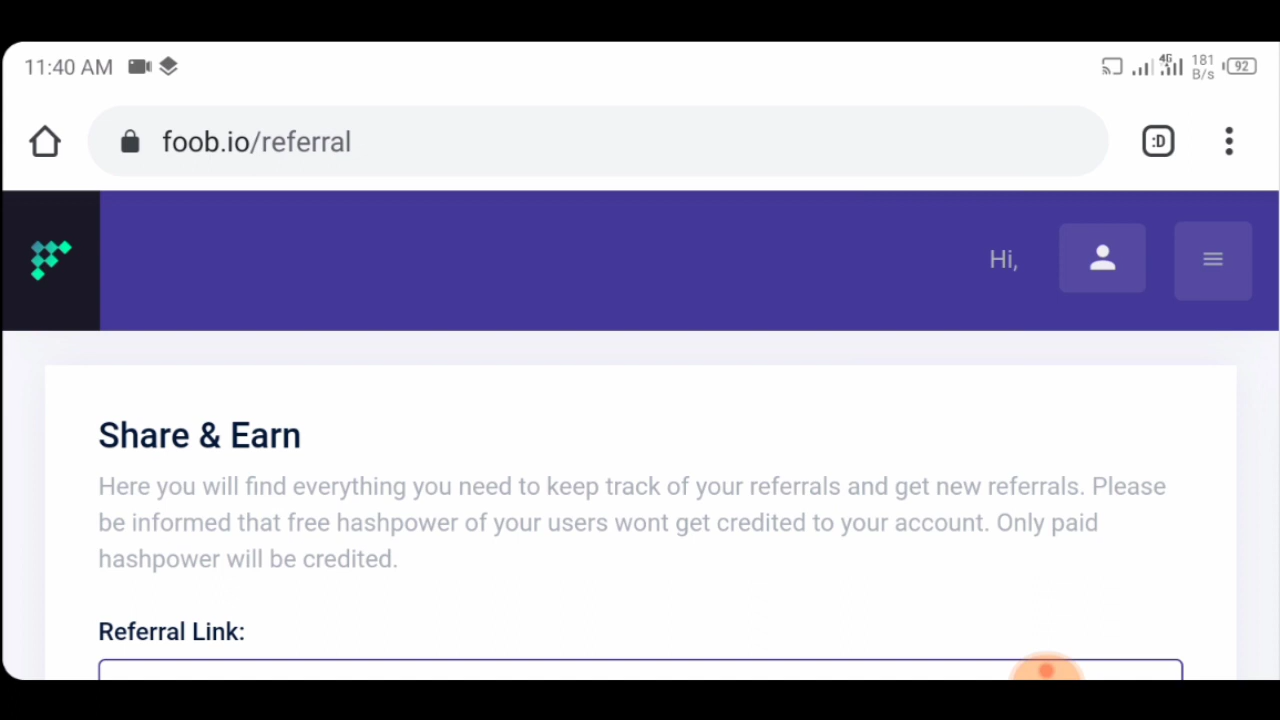 11:40 AM
4G 181 B/s 92
foob.io/referral
:D
Hi,
Share & Earn
Here you will find everything you need to keep track of your referrals and get new referrals. Please
be informed that free hashpower of your users wont get credited to your account. Only paid
hashpower will be credited.
Referral Link: